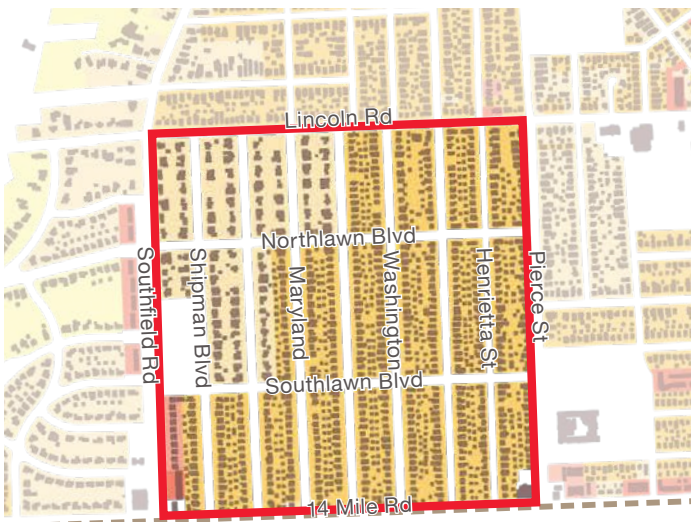 Lincoln Rd
Northlawn Blvd
Southfield Rd
Shipman Blvd
Maryland
Washington
Henrietta St
Pierce St
Southlawn Blvd
14 Mile Rd